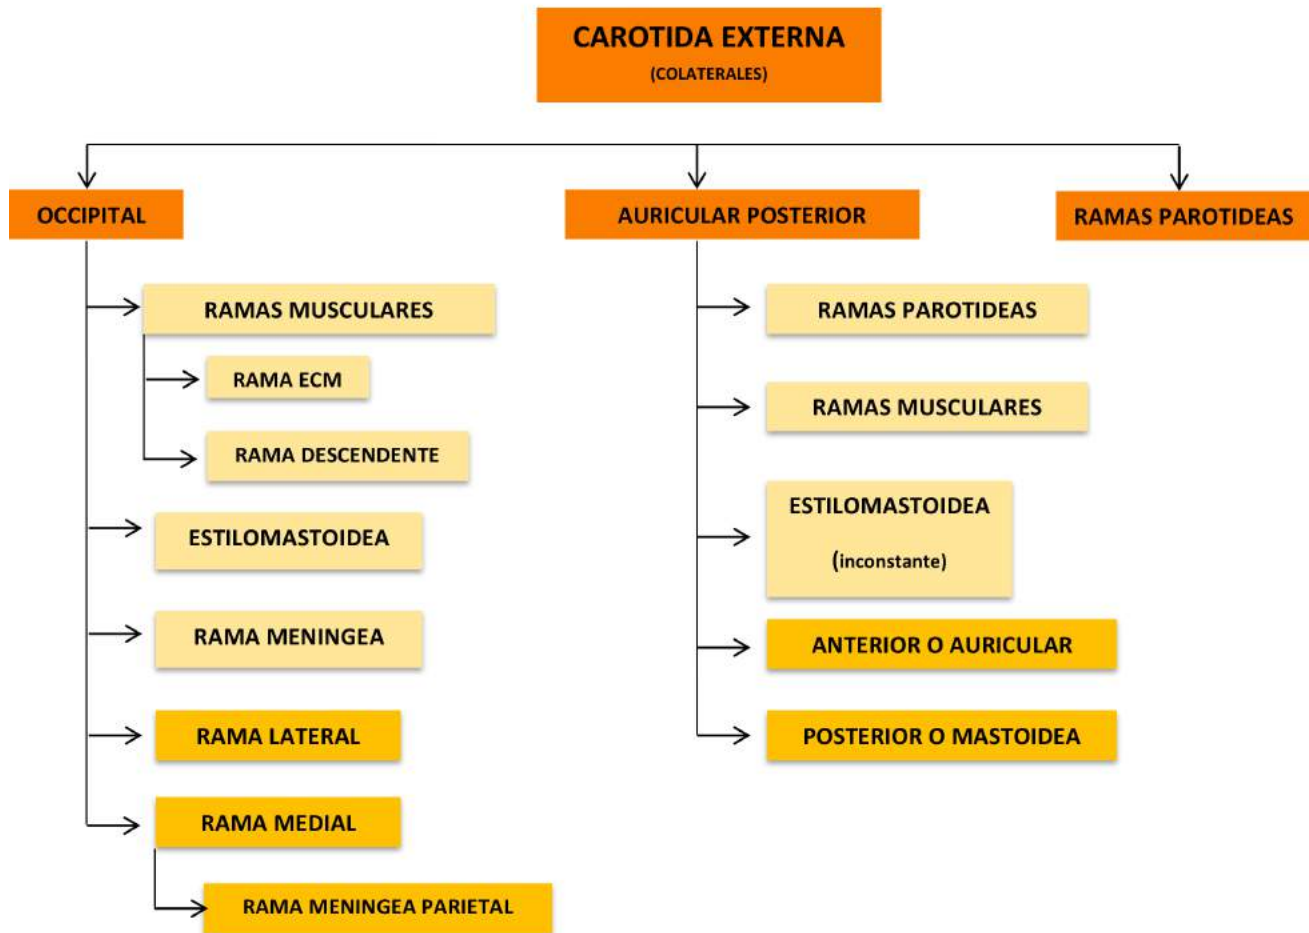 CAROTIDA EXTERNA
(COLATERALES)
OCCIPITAL
AURICULAR POSTERIOR
RAMAS PAROTIDEAS
RAMAS MUSCULARES
RAMA ECM
RAMA DESCENDENTE
ESTILOMASTOIDEA
RAMA MENINGEA
RAMA LATERAL
RAMA MEDIAL
RAMA MENINGEA PARIETAL
RAMAS PAROTIDEAS
RAMAS MUSCULARES
ESTILOMASTOIDEA
(inconstante)
ANTERIOR O AURICULAR
POSTERIOR O MASTOIDEA